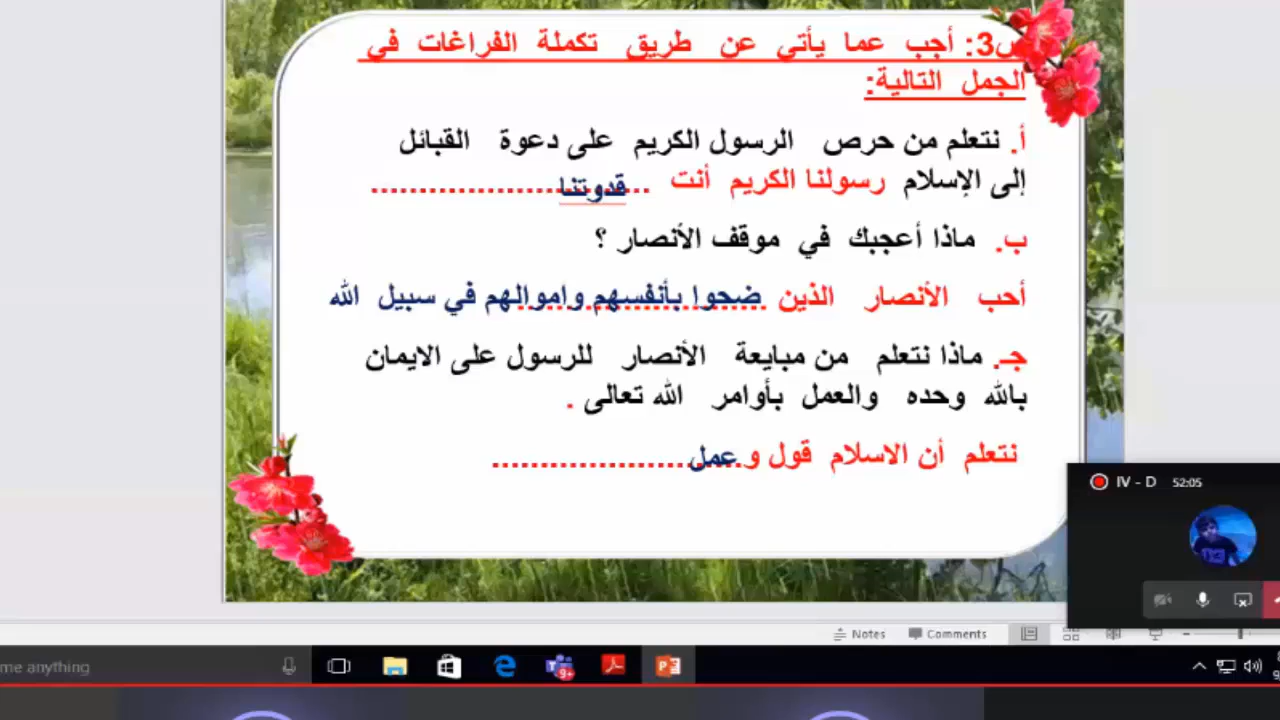 س3: أجب عما يأتي عن طريق تكملة الفراغات في
الجمل التالية:
أ. نتعلم من حرص الرسول الكريم على دعوة القبائل
إلى الإسلام رسولنا الكريم أنت ...قدوتنا......................
ب. ماذا أعجبك في موقف الأنصار ؟
أحب الأنصار الذين ضحوا بأنفسهم واموالهم في سبيل الله
جـ. ماذا نتعلم من مبايعة الأنصار للرسول على الايمان
بالله وحده والعمل بأوامر الله تعالى .
نتعلم أن الاسلام قول و عمل......................
IV - D 52:05
Notes Comments
me anything
9+